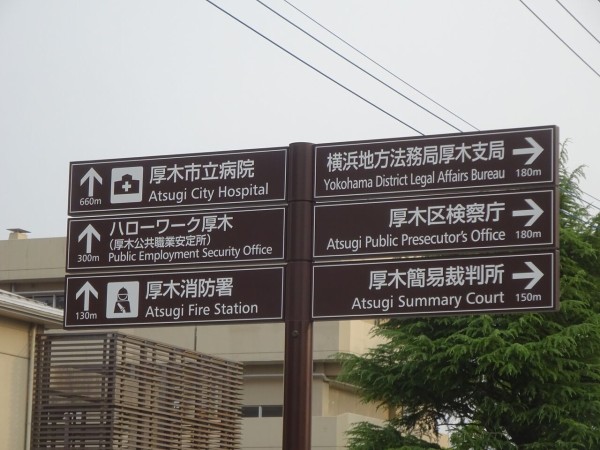 厚木市立病院
Atsugi City Hospital
660m
ハローワーク厚木
（厚木公共職業安定所）
Public Employment Security Office
300m
厚木消防署
Atsugi Fire Station
130m
横浜地方法務局厚木支局
Yokohama District Legal Affairs Bureau
180m
厚木区検察庁
Atsugi Public Presecutor's Office
180m
厚木簡易裁判所
Atsugi Summary Court
150m